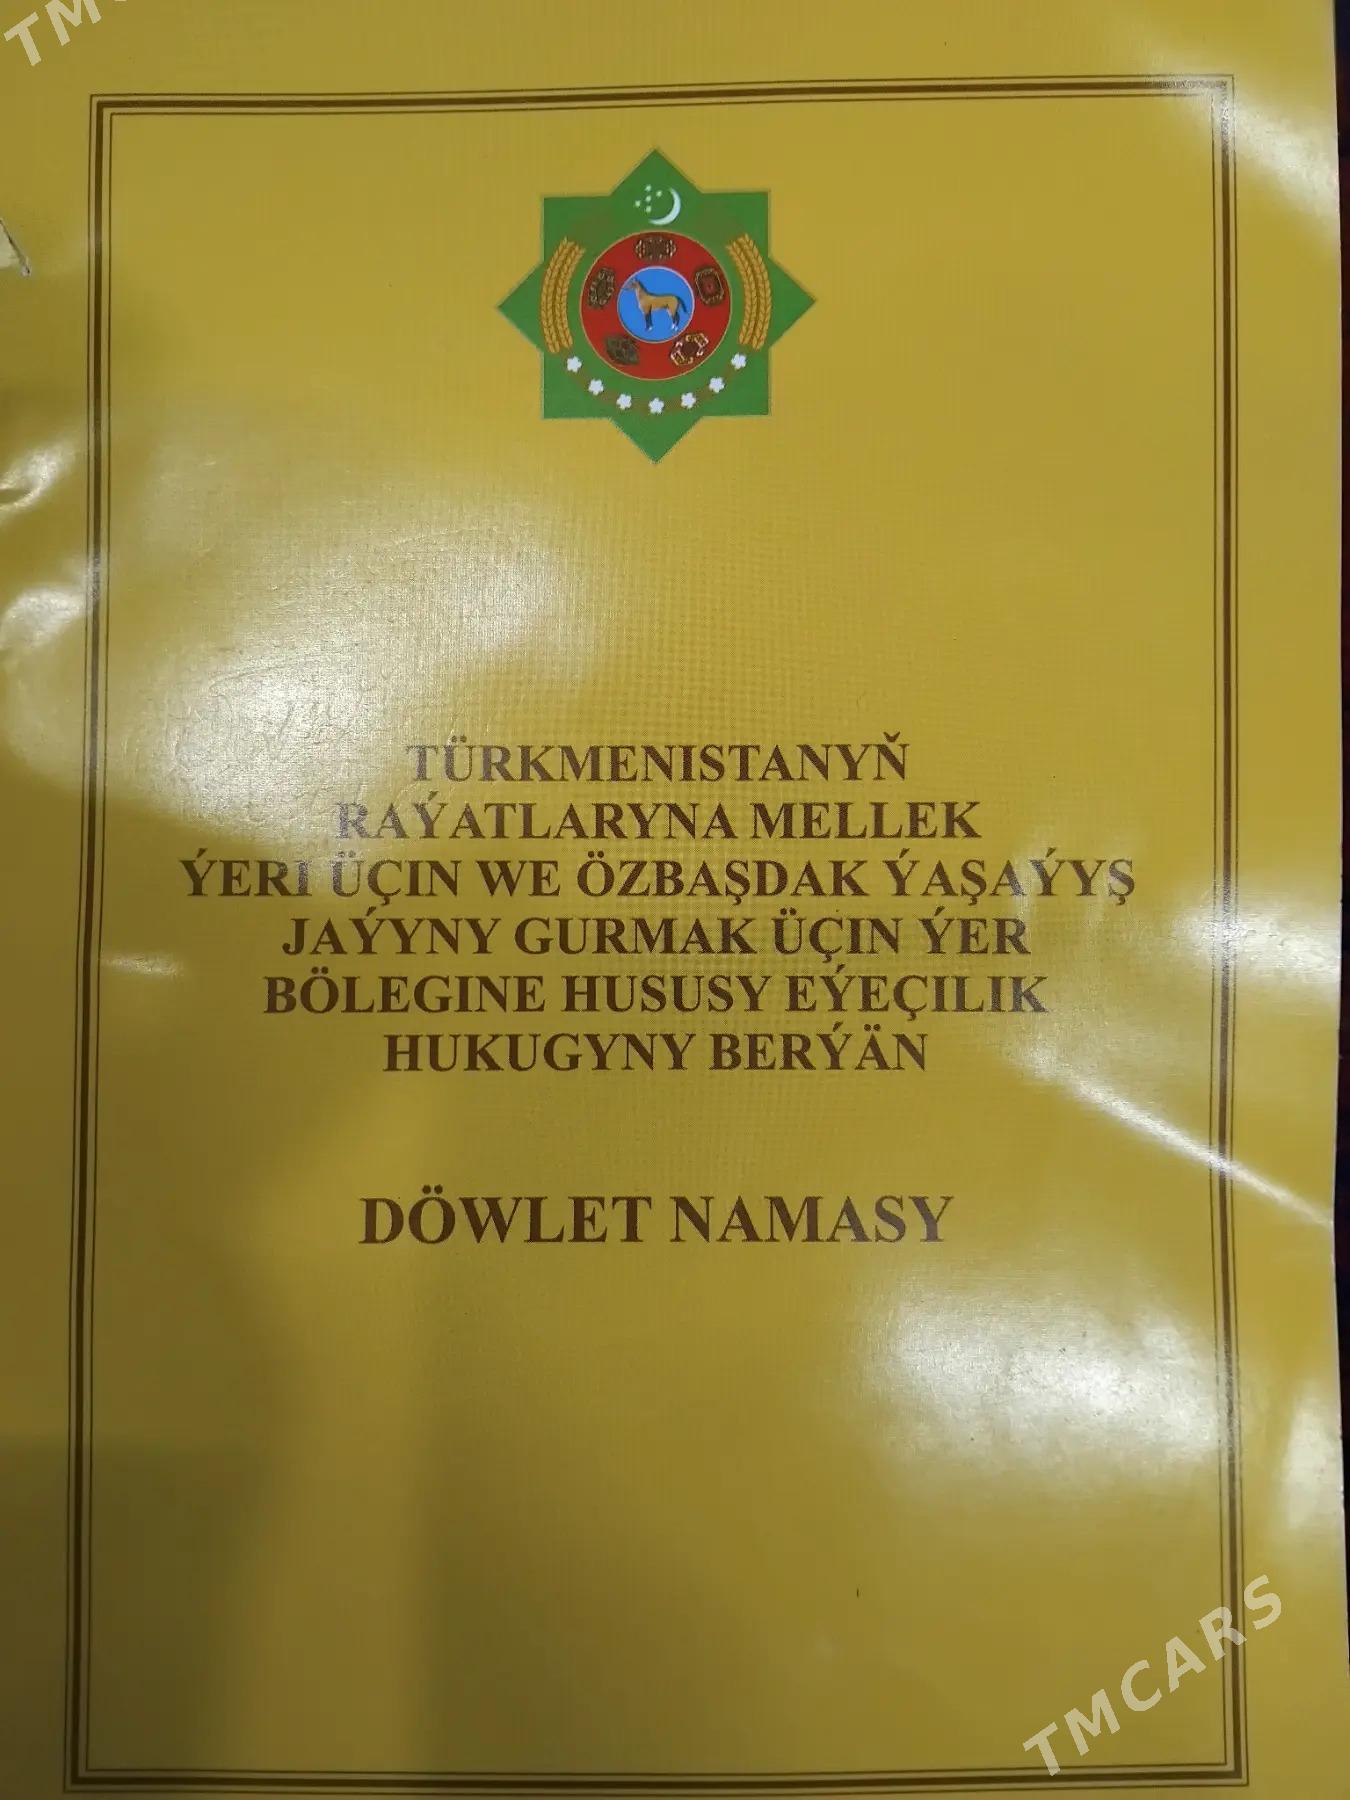 TM
TÜRKMENISTANYŇ
RAÝATLARYNA MELLEK
ÝERI ÜÇIN WE ÖZBAŞDAK ÝAŞAÝYŞ
JAÝYNY GURMAK ÜÇIN ÝER
BÖLEGINE HUSUSY EÝEÇILIK
HUKUGYNY BERÝÄN
DÖWLET NAMASY
TMCARS